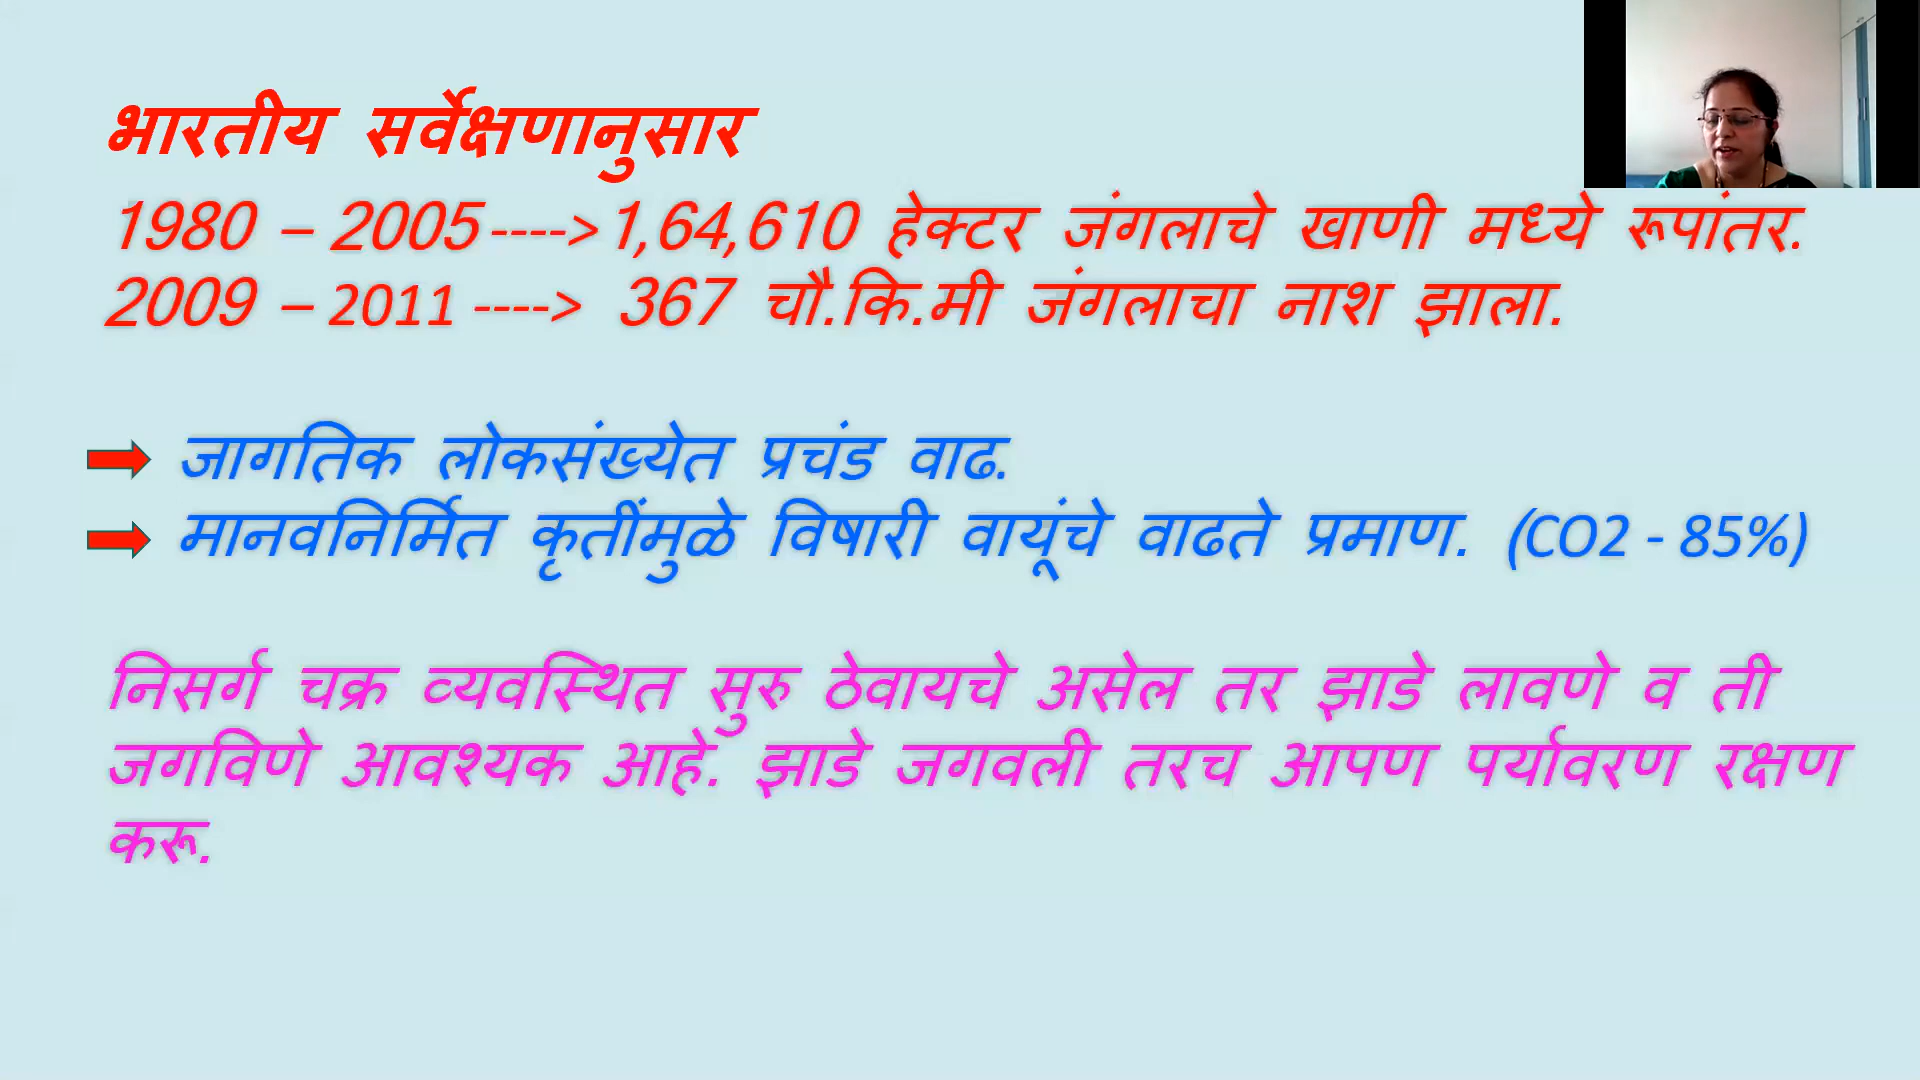 भारतीय सर्वेक्षणानुसार
1980 – 2005 ----> 1,64,610 हेक्टर जंगलाचे खाणी मध्ये रूपांतर.
2009 – 2011 ----> 367 चौ.कि.मी जंगलाचा नाश झाला.
जागतिक लोकसंख्येत प्रचंड वाढ.
मानवनिर्मित कृतींमुळे विषारी वायूंचे वाढते प्रमाण. (CO2 - 85%)
निसर्ग चक्र व्यवस्थित सुरु ठेवायचे असेल तर झाडे लावणे व ती
जगविणे आवश्यक आहे. झाडे जगवली तरच आपण पर्यावरण रक्षण
करू.